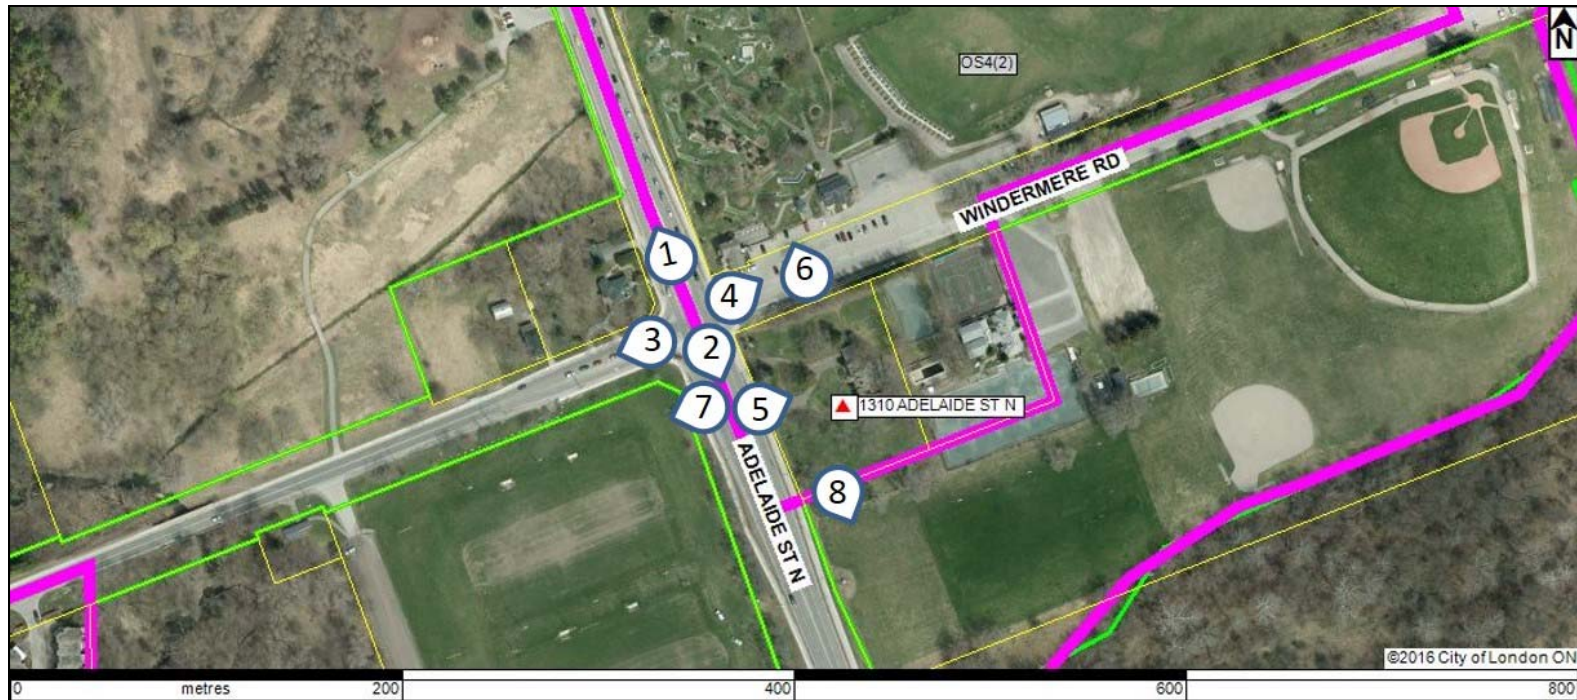 OS4(2)
N
WINDERMERE RD
1
6
4
3
2
7
5
1310 ADELAIDE ST N
8
ADELAIDE ST N
©2016 City of London ON
0 metres 200 400 600 800